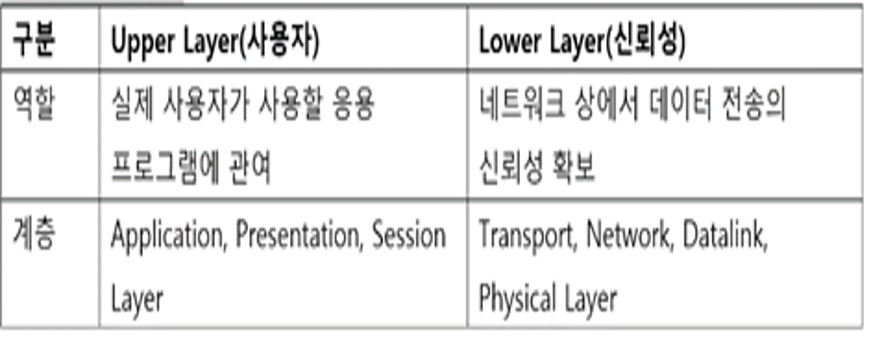 구분 Upper Layer(사용자) Lower Layer(신뢰성)
역할 실제 사용자가 사용할 응용 네트워크 상에서 데이터 전송의
프로그램에 관여 신뢰성 확보
계층 Application, Presentation, Session Transport, Network, Datalink,
Layer Physical Layer